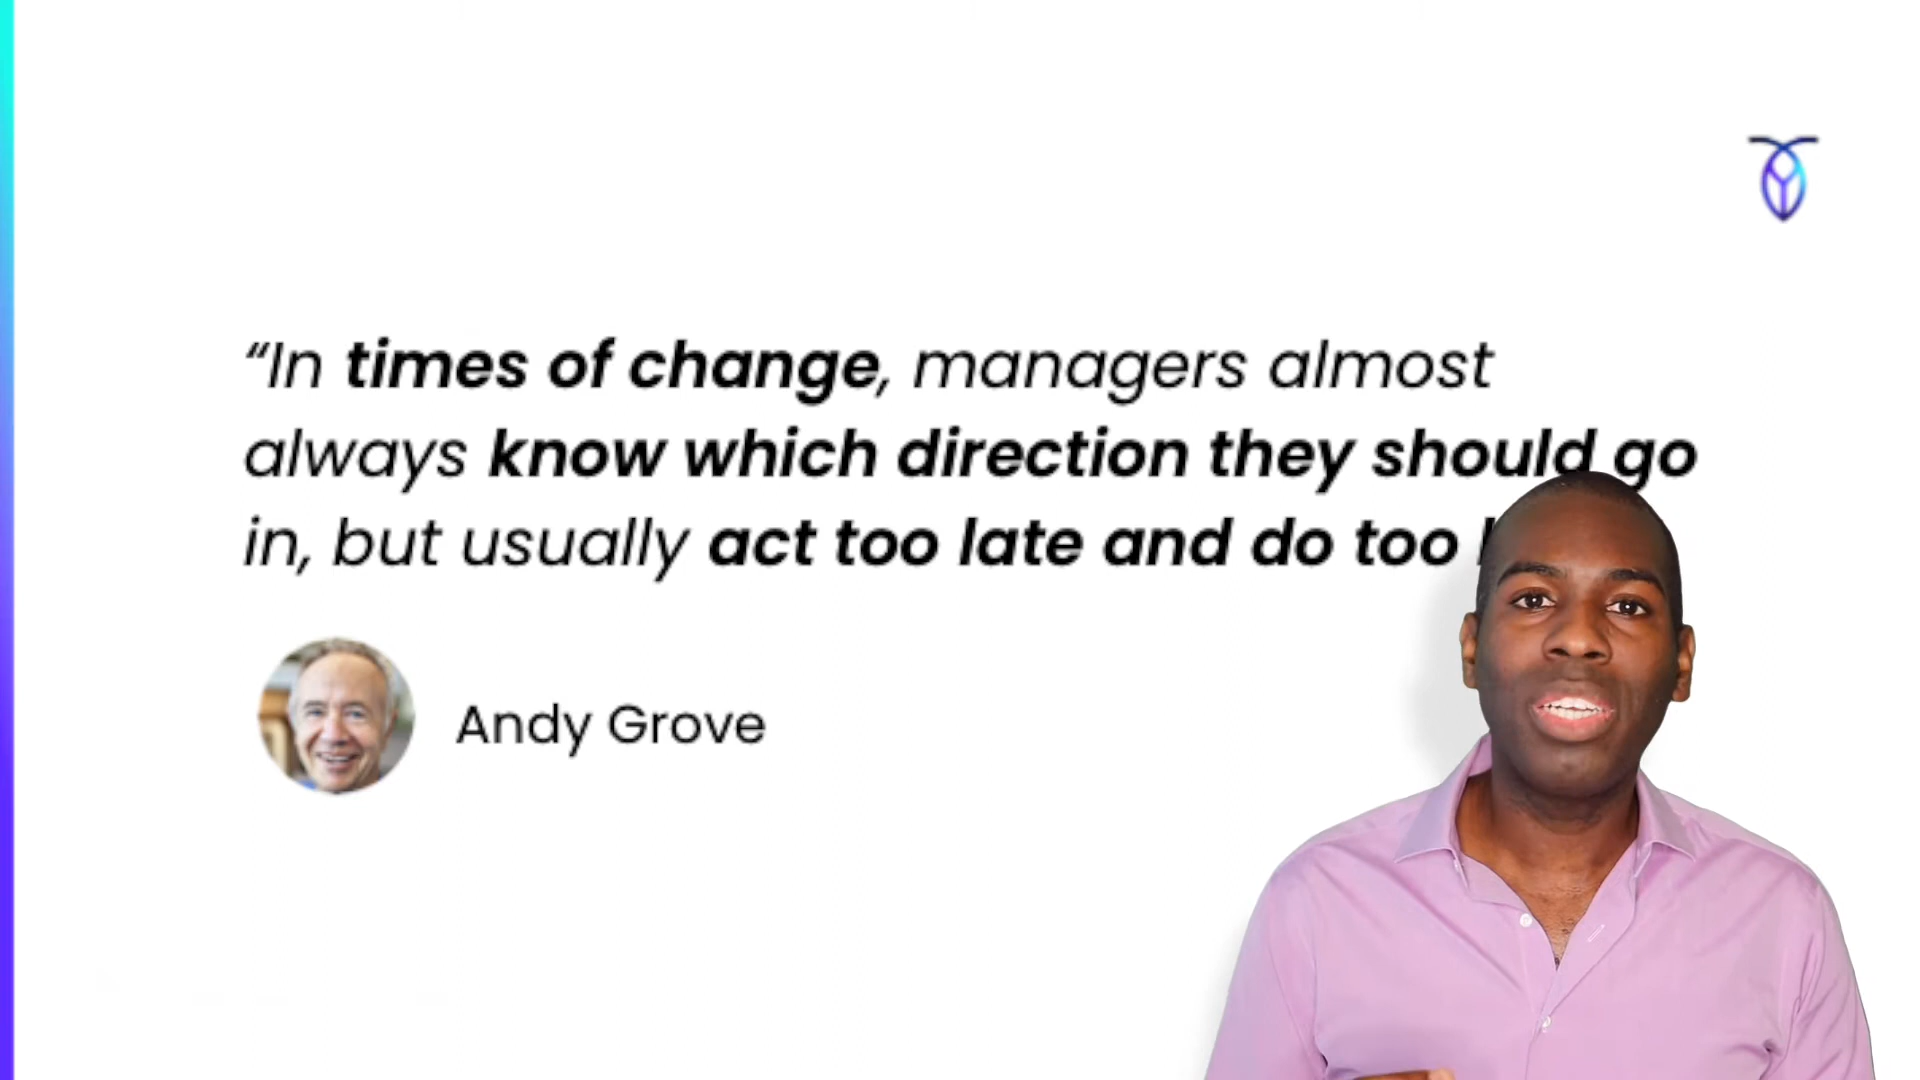 “In times of change, managers almost
always know which direction they should go
in, but usually act too late and do too
Andy Grove